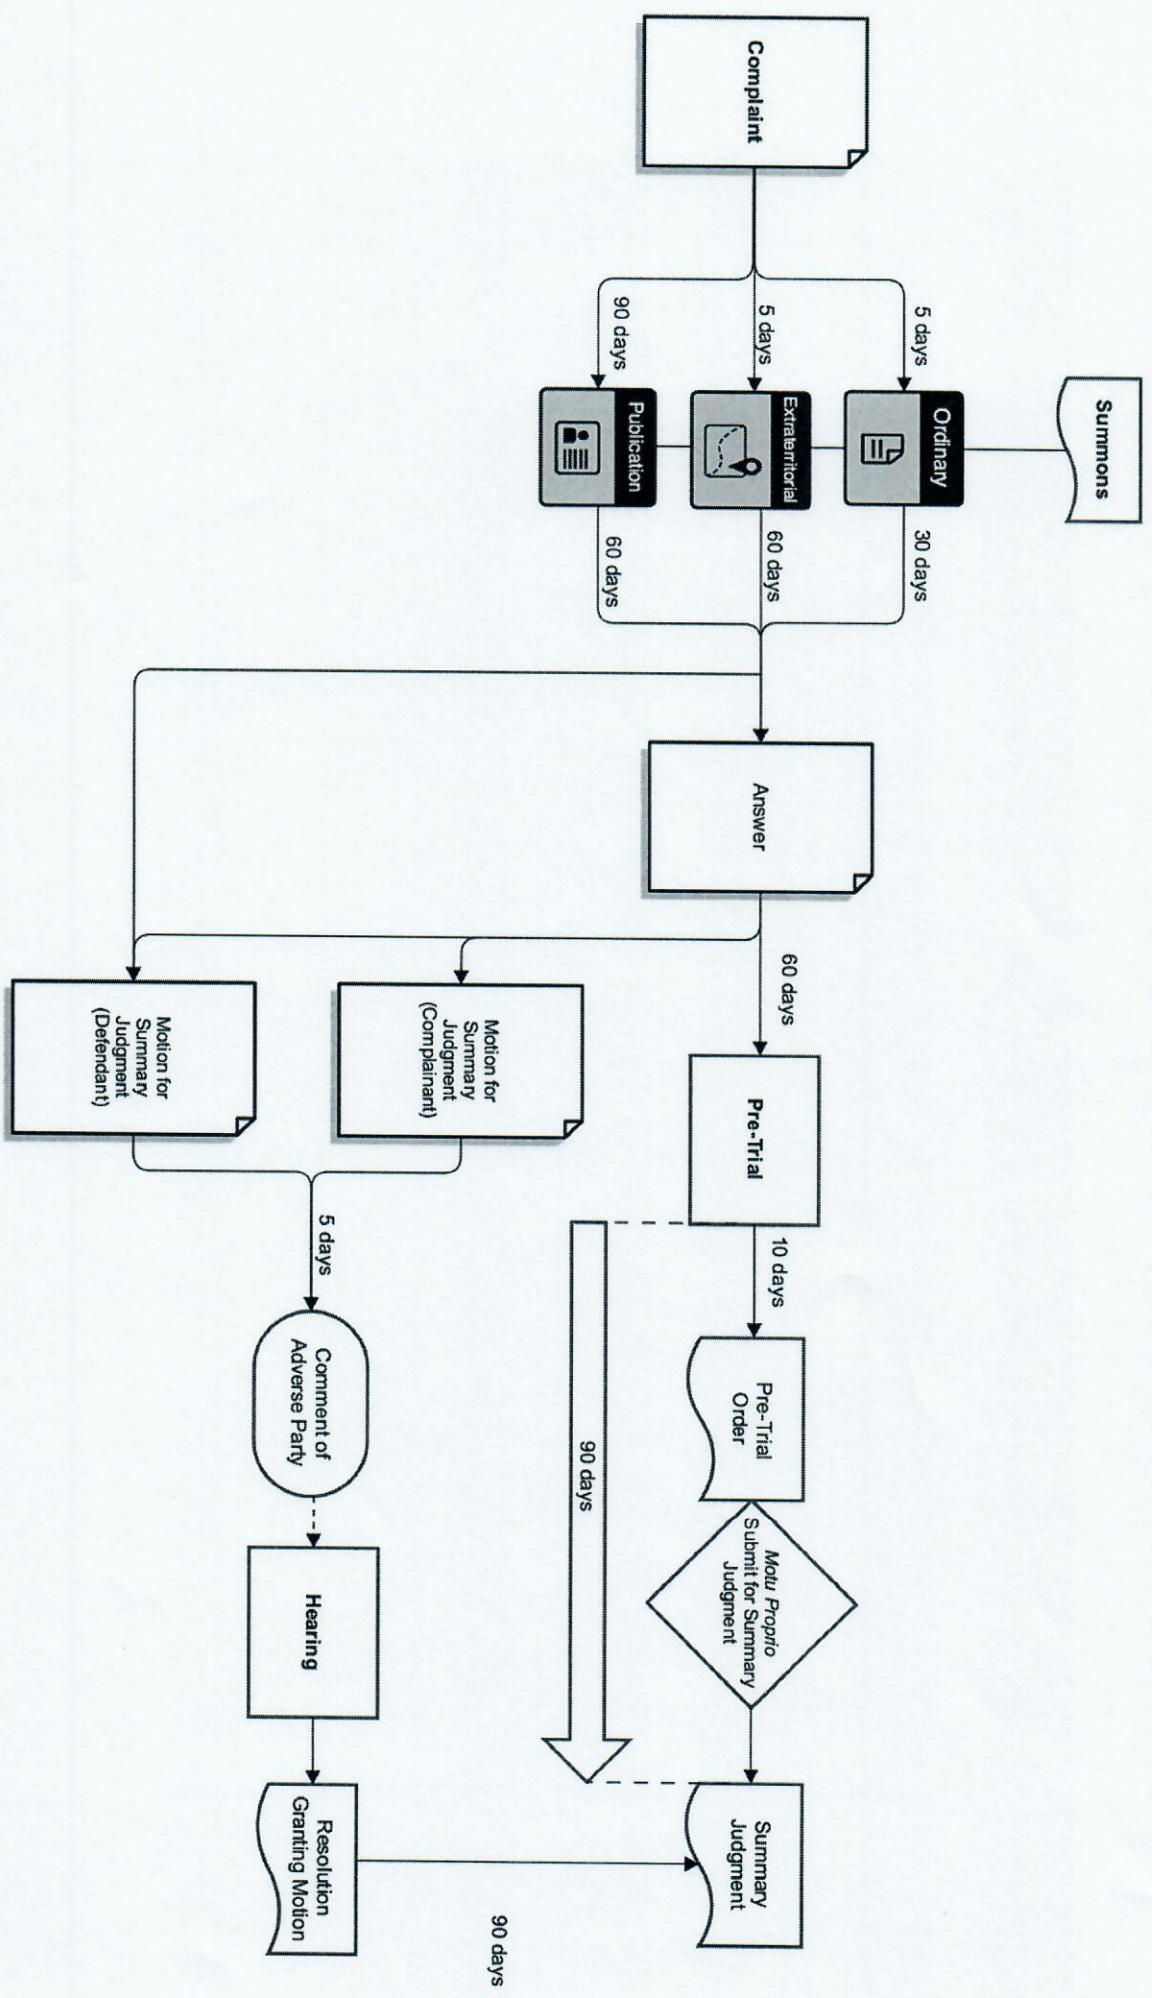 Summons
Complaint
5 days
Ordinary
30 days
5 days
Extraterritorial
60 days
90 days
Publication
60 days
Answer
60 days
Pre-Trial
10 days
Pre-Trial
Order
Motu Proprio
Submit for Summary
Judgment
Summary
Judgment
90 days
Motion for
Summary
Judgment
(Complainant)
Motion for
Summary
Judgment
(Defendant)
5 days
Comment of
Adverse Party
Hearing
Resolution
Granting Motion
90 days